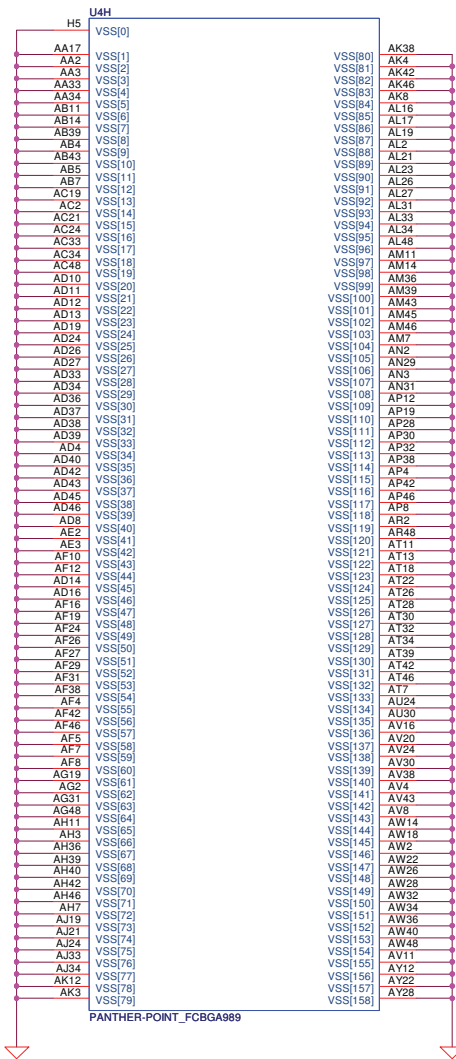 U4H
H5 VSS[0]
AA17 VSS[1]
AA2 VSS[2]
AA3 VSS[3]
AA33 VSS[4]
AA34 VSS[5]
AB11 VSS[6]
AB14 VSS[7]
AB39 VSS[8]
AB4 VSS[9]
AB43 VSS[10]
AB5 VSS[11]
AB7 VSS[12]
AC19 VSS[13]
AC2 VSS[14]
AC21 VSS[15]
AC24 VSS[16]
AC33 VSS[17]
AC34 VSS[18]
AC48 VSS[19]
AD10 VSS[20]
AD11 VSS[21]
AD12 VSS[22]
AD13 VSS[23]
AD19 VSS[24]
AD24 VSS[25]
AD26 VSS[26]
AD27 VSS[27]
AD33 VSS[28]
AD34 VSS[29]
AD36 VSS[30]
AD37 VSS[31]
AD38 VSS[32]
AD39 VSS[33]
AD4 VSS[34]
AD40 VSS[35]
AD42 VSS[36]
AD43 VSS[37]
AD45 VSS[38]
AD46 VSS[39]
AD8 VSS[40]
AE2 VSS[41]
AE3 VSS[42]
AF10 VSS[43]
AF12 VSS[44]
AD14 VSS[45]
AD16 VSS[46]
AF16 VSS[47]
AF19 VSS[48]
AF24 VSS[49]
AF26 VSS[50]
AF27 VSS[51]
AF29 VSS[52]
AF31 VSS[53]
AF38 VSS[54]
AF4 VSS[55]
AF42 VSS[56]
AF46 VSS[57]
AF5 VSS[58]
AF7 VSS[59]
AF8 VSS[60]
AG19 VSS[61]
AG2 VSS[62]
AG31 VSS[63]
AG48 VSS[64]
AH11 VSS[65]
AH3 VSS[66]
AH36 VSS[67]
AH39 VSS[68]
AH40 VSS[69]
AH42 VSS[70]
AH46 VSS[71]
AH7 VSS[72]
AJ19 VSS[73]
AJ21 VSS[74]
AJ24 VSS[75]
AJ33 VSS[76]
AJ34 VSS[77]
AK12 VSS[78]
AK3 VSS[79]
VSS[80] AK38
VSS[81] AK4
VSS[82] AK42
VSS[83] AK46
VSS[84] AK8
VSS[85] AL16
VSS[86] AL17
VSS[87] AL19
VSS[88] AL2
VSS[89] AL21
VSS[90] AL23
VSS[91] AL26
VSS[92] AL27
VSS[93] AL31
VSS[94] AL33
VSS[95] AL34
VSS[96] AL48
VSS[97] AM11
VSS[98] AM14
VSS[99] AM36
VSS[100] AM39
VSS[101] AM43
VSS[102] AM45
VSS[103] AM46
VSS[104] AM7
VSS[105] AN2
VSS[106] AN29
VSS[107] AN3
VSS[108] AN31
VSS[109] AP12
VSS[110] AP19
VSS[111] AP28
VSS[112] AP30
VSS[113] AP32
VSS[114] AP38
VSS[115] AP4
VSS[116] AP42
VSS[117] AP46
VSS[118] AP8
VSS[119] AR2
VSS[120] AR48
VSS[121] AT11
VSS[122] AT13
VSS[123] AT18
VSS[124] AT22
VSS[125] AT26
VSS[126] AT28
VSS[127] AT30
VSS[128] AT32
VSS[129] AT34
VSS[130] AT39
VSS[131] AT42
VSS[132] AT46
VSS[133] AT7
VSS[134] AU24
VSS[135] AU30
VSS[136] AV16
VSS[137] AV20
VSS[138] AV24
VSS[139] AV30
VSS[140] AV38
VSS[141] AV4
VSS[142] AV43
VSS[143] AV8
VSS[144] AW14
VSS[145] AW18
VSS[146] AW2
VSS[147] AW22
VSS[148] AW26
VSS[149] AW28
VSS[150] AW32
VSS[151] AW34
VSS[152] AW36
VSS[153] AW40
VSS[154] AW48
VSS[155] AV11
VSS[156] AY12
VSS[157] AY22
VSS[158] AY28
PANTHER-POINT_FCBGA989